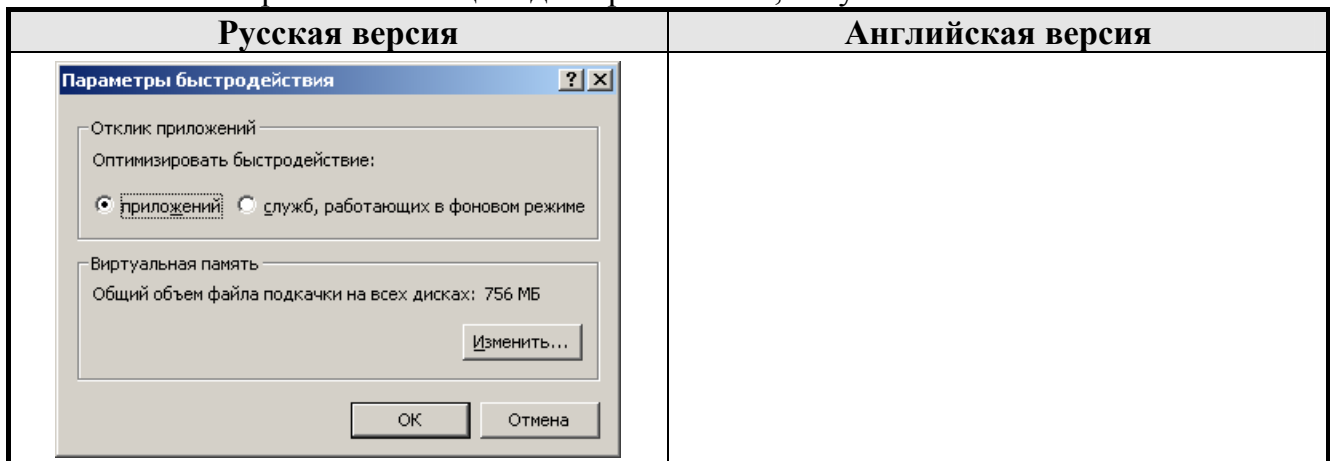 Русская версия
Английская версия
Параметры быстродействия
Отклик приложений
Оптимизировать быстродействие:
приложений служб, работающих в фоновом режиме
Виртуальная память
Общий объем файла подкачки на всех дисках: 756 МБ
Изменить...
ОК Отмена